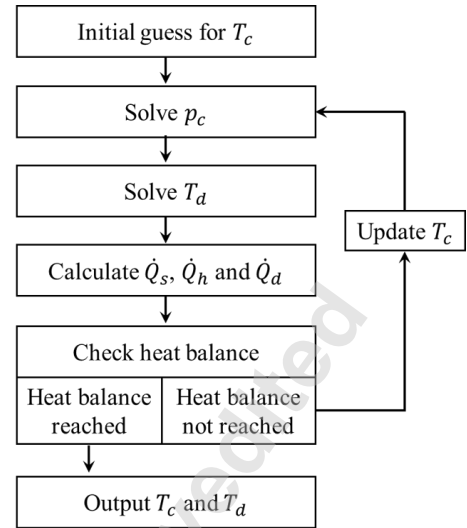 Initial guess for T_c
Solve p_c
Solve T_d
Update T_c
Calculate Q̇_s, Q̇_h and Q̇_d
Check heat balance
Heat balance
reached
Heat balance
not reached
Output T_c and T_d
vedited